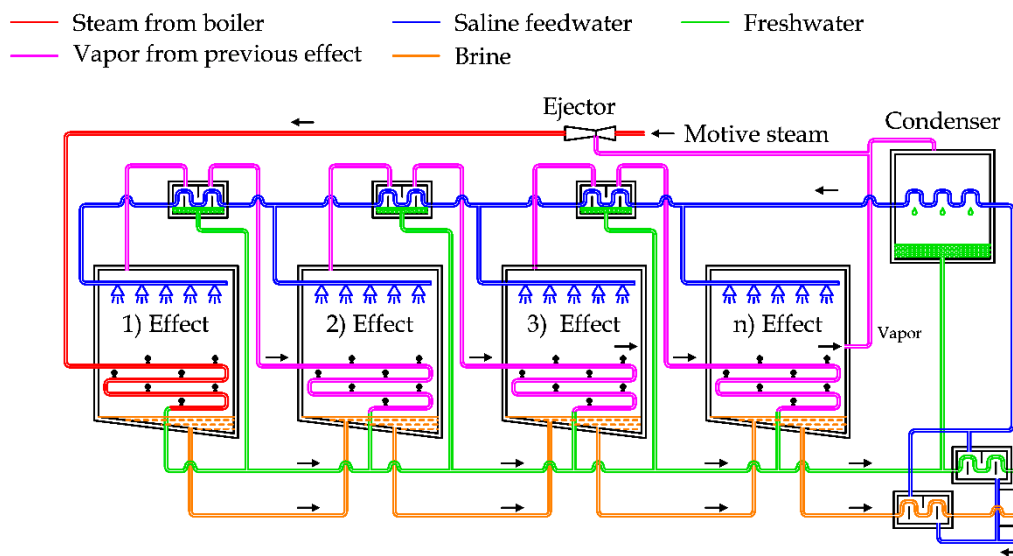 Steam from boiler
Saline feedwater
Freshwater
Vapor from previous effect
Brine
Ejector
Motive steam
Condenser
1) Effect
2) Effect
3) Effect
n) Effect
Vapor